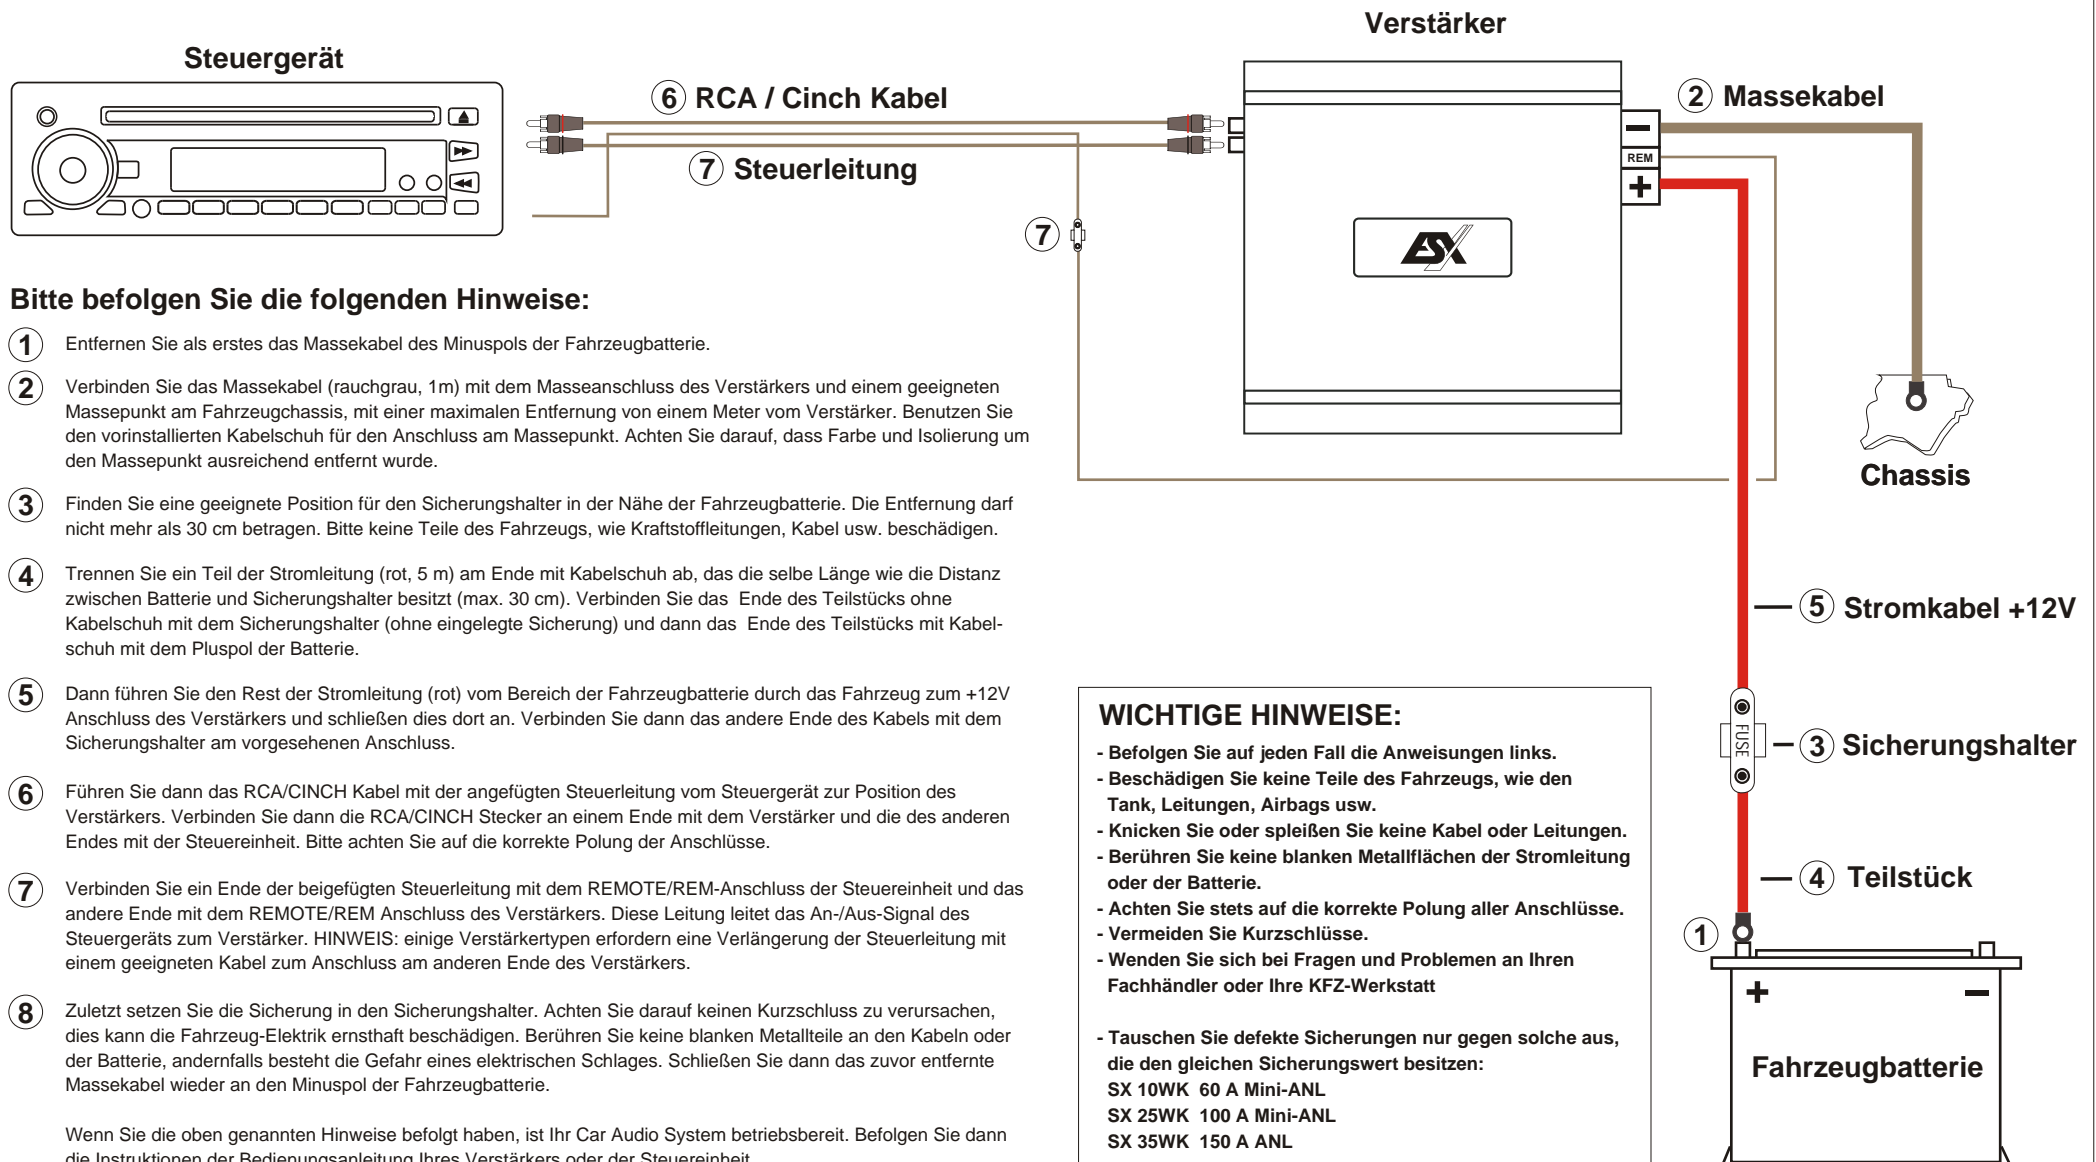 Verstärker
Steuergerät
6 RCA / Cinch Kabel
2 Massekabel
REM
7 Steuerleitung
7
ESX
Chassis
Bitte befolgen Sie die folgenden Hinweise:
1 Entfernen Sie als erstes das Massekabel des Minuspols der Fahrzeugbatterie.
2 Verbinden Sie das Massekabel (rauchgrau, 1m) mit dem Masseanschluss des Verstärkers und einem geeigneten
Massepunkt am Fahrzeugchassis, mit einer maximalen Entfernung von einem Meter vom Verstärker. Benutzen Sie
den vorinstallierten Kabelschuh für den Anschluss am Massepunkt. Achten Sie darauf, dass Farbe und Isolierung um
den Massepunkt ausreichend entfernt wurde.
3 Finden Sie eine geeignete Position für den Sicherungshalter in der Nähe der Fahrzeugbatterie. Die Entfernung darf
nicht mehr als 30 cm betragen. Bitte keine Teile des Fahrzeugs, wie Kraftstoffleitungen, Kabel usw. beschädigen.
4 Trennen Sie ein Teil der Stromleitung (rot, 5 m) am Ende mit Kabelschuh ab, das die selbe Länge wie die Distanz
zwischen Batterie und Sicherungshalter besitzt (max. 30 cm). Verbinden Sie das Ende des Teilstücks ohne
Kabelschuh mit dem Sicherungshalter (ohne eingelegte Sicherung) und dann das Ende des Teilstücks mit Kabel-
schuh mit dem Pluspol der Batterie.
5 Dann führen Sie den Rest der Stromleitung (rot) vom Bereich der Fahrzeugbatterie durch das Fahrzeug zum +12V
Anschluss des Verstärkers und schließen dies dort an. Verbinden Sie dann das andere Ende des Kabels mit dem
Sicherungshalter am vorgesehenen Anschluss.
6 Führen Sie dann das RCA/CINCH Kabel mit der angefügten Steuerleitung vom Steuergerät zur Position des
Verstärkers. Verbinden Sie dann die RCA/CINCH Stecker an einem Ende mit dem Verstärker und die des anderen
Endes mit der Steuereinheit. Bitte achten Sie auf die korrekte Polung der Anschlüsse.
7 Verbinden Sie ein Ende der beigefügten Steuerleitung mit dem REMOTE/REM-Anschluss der Steuereinheit und das
andere Ende mit dem REMOTE/REM Anschluss des Verstärkers. Diese Leitung leitet das An-/Aus-Signal des
Steuergeräts zum Verstärker. HINWEIS: einige Verstärkertypen erfordern eine Verlängerung der Steuerleitung mit
einem geeigneten Kabel zum Anschluss am anderen Ende des Verstärkers.
8 Zuletzt setzen Sie die Sicherung in den Sicherungshalter. Achten Sie darauf keinen Kurzschluss zu verursachen,
dies kann die Fahrzeug-Elektrik ernsthaft beschädigen. Berühren Sie keine blanken Metallteile an den Kabeln oder
der Batterie, andernfalls besteht die Gefahr eines elektrischen Schlages. Schließen Sie dann das zuvor entfernte
Massekabel wieder an den Minuspol der Fahrzeugbatterie.
Wenn Sie die oben genannten Hinweise befolgt haben, ist Ihr Car Audio System betriebsbereit. Befolgen Sie dann
die Instruktionen der Bedienungsanleitung Ihres Verstärkers oder der Steuereinheit
WICHTIGE HINWEISE:
- Befolgen Sie auf jeden Fall die Anweisungen links.
- Beschädigen Sie keine Teile des Fahrzeugs, wie den
Tank, Leitungen, Airbags usw.
- Knicken Sie oder spleißen Sie keine Kabel oder Leitungen.
- Berühren Sie keine blanken Metallflächen der Stromleitung
oder der Batterie.
- Achten Sie stets auf die korrekte Polung aller Anschlüsse.
- Vermeiden Sie Kurzschlüsse.
- Wenden Sie sich bei Fragen und Problemen an Ihren
Fachhändler oder Ihre KFZ-Werkstatt
- Tauschen Sie defekte Sicherungen nur gegen solche aus,
die den gleichen Sicherungswert besitzen:
SX 10WK 60 A Mini-ANL
SX 25WK 100 A Mini-ANL
SX 35WK 150 A ANL
5 Stromkabel +12V
FUSE
3 Sicherungshalter
4 Teilstück
1
+ −
Fahrzeugbatterie